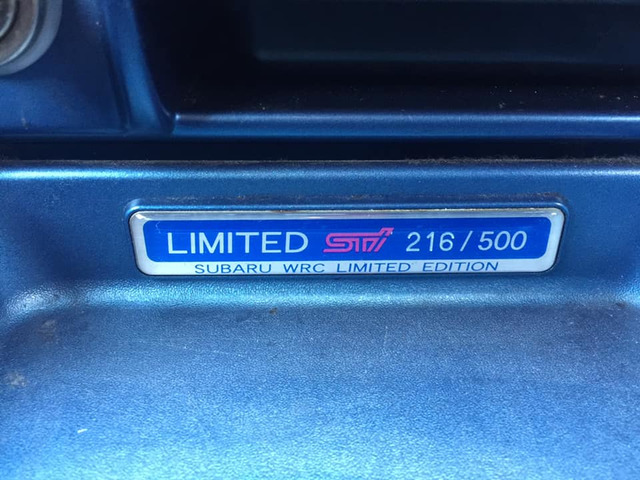 LIMITED STi 216/500
SUBARU WRC LIMITED EDITION